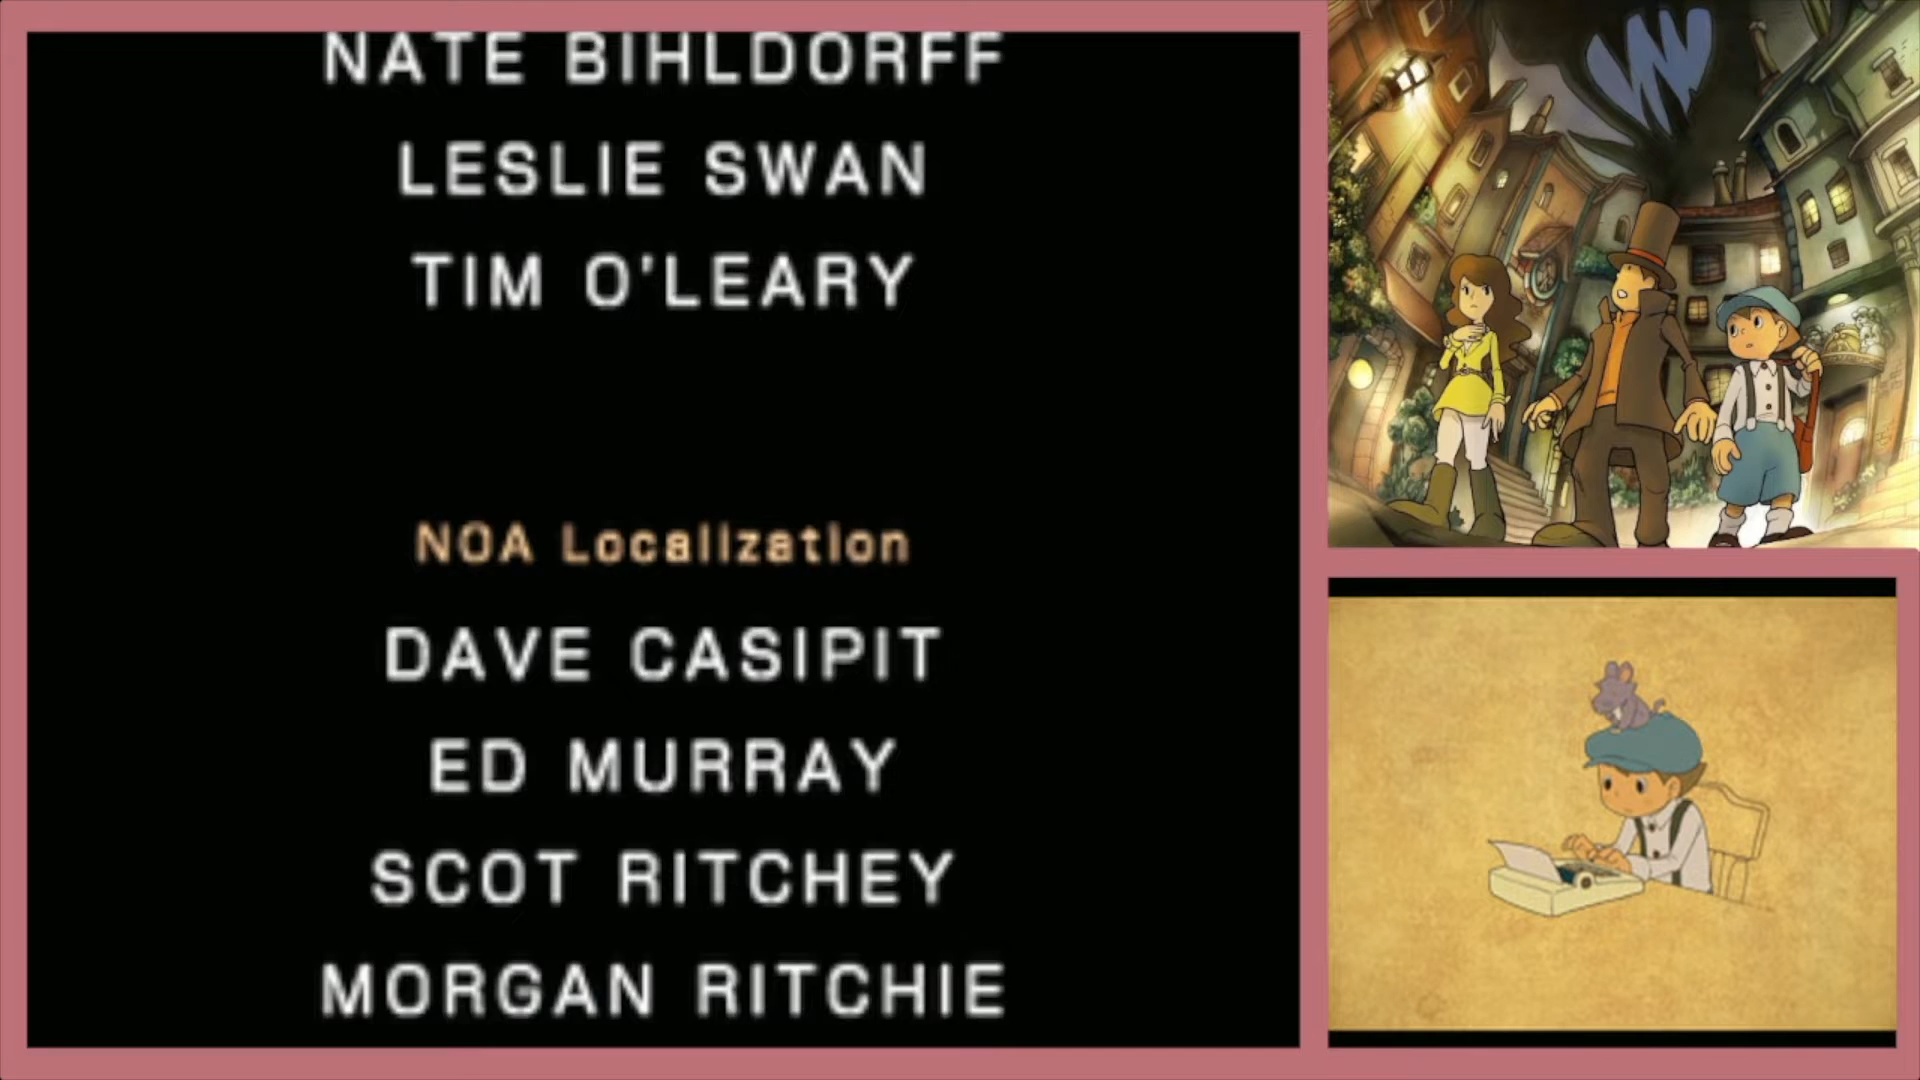 NATE BIHLDORFF
LESLIE SWAN
TIM O'LEARY
NOA Localization
DAVE CASIPIT
ED MURRAY
SCOT RITCHEY
MORGAN RITCHIE